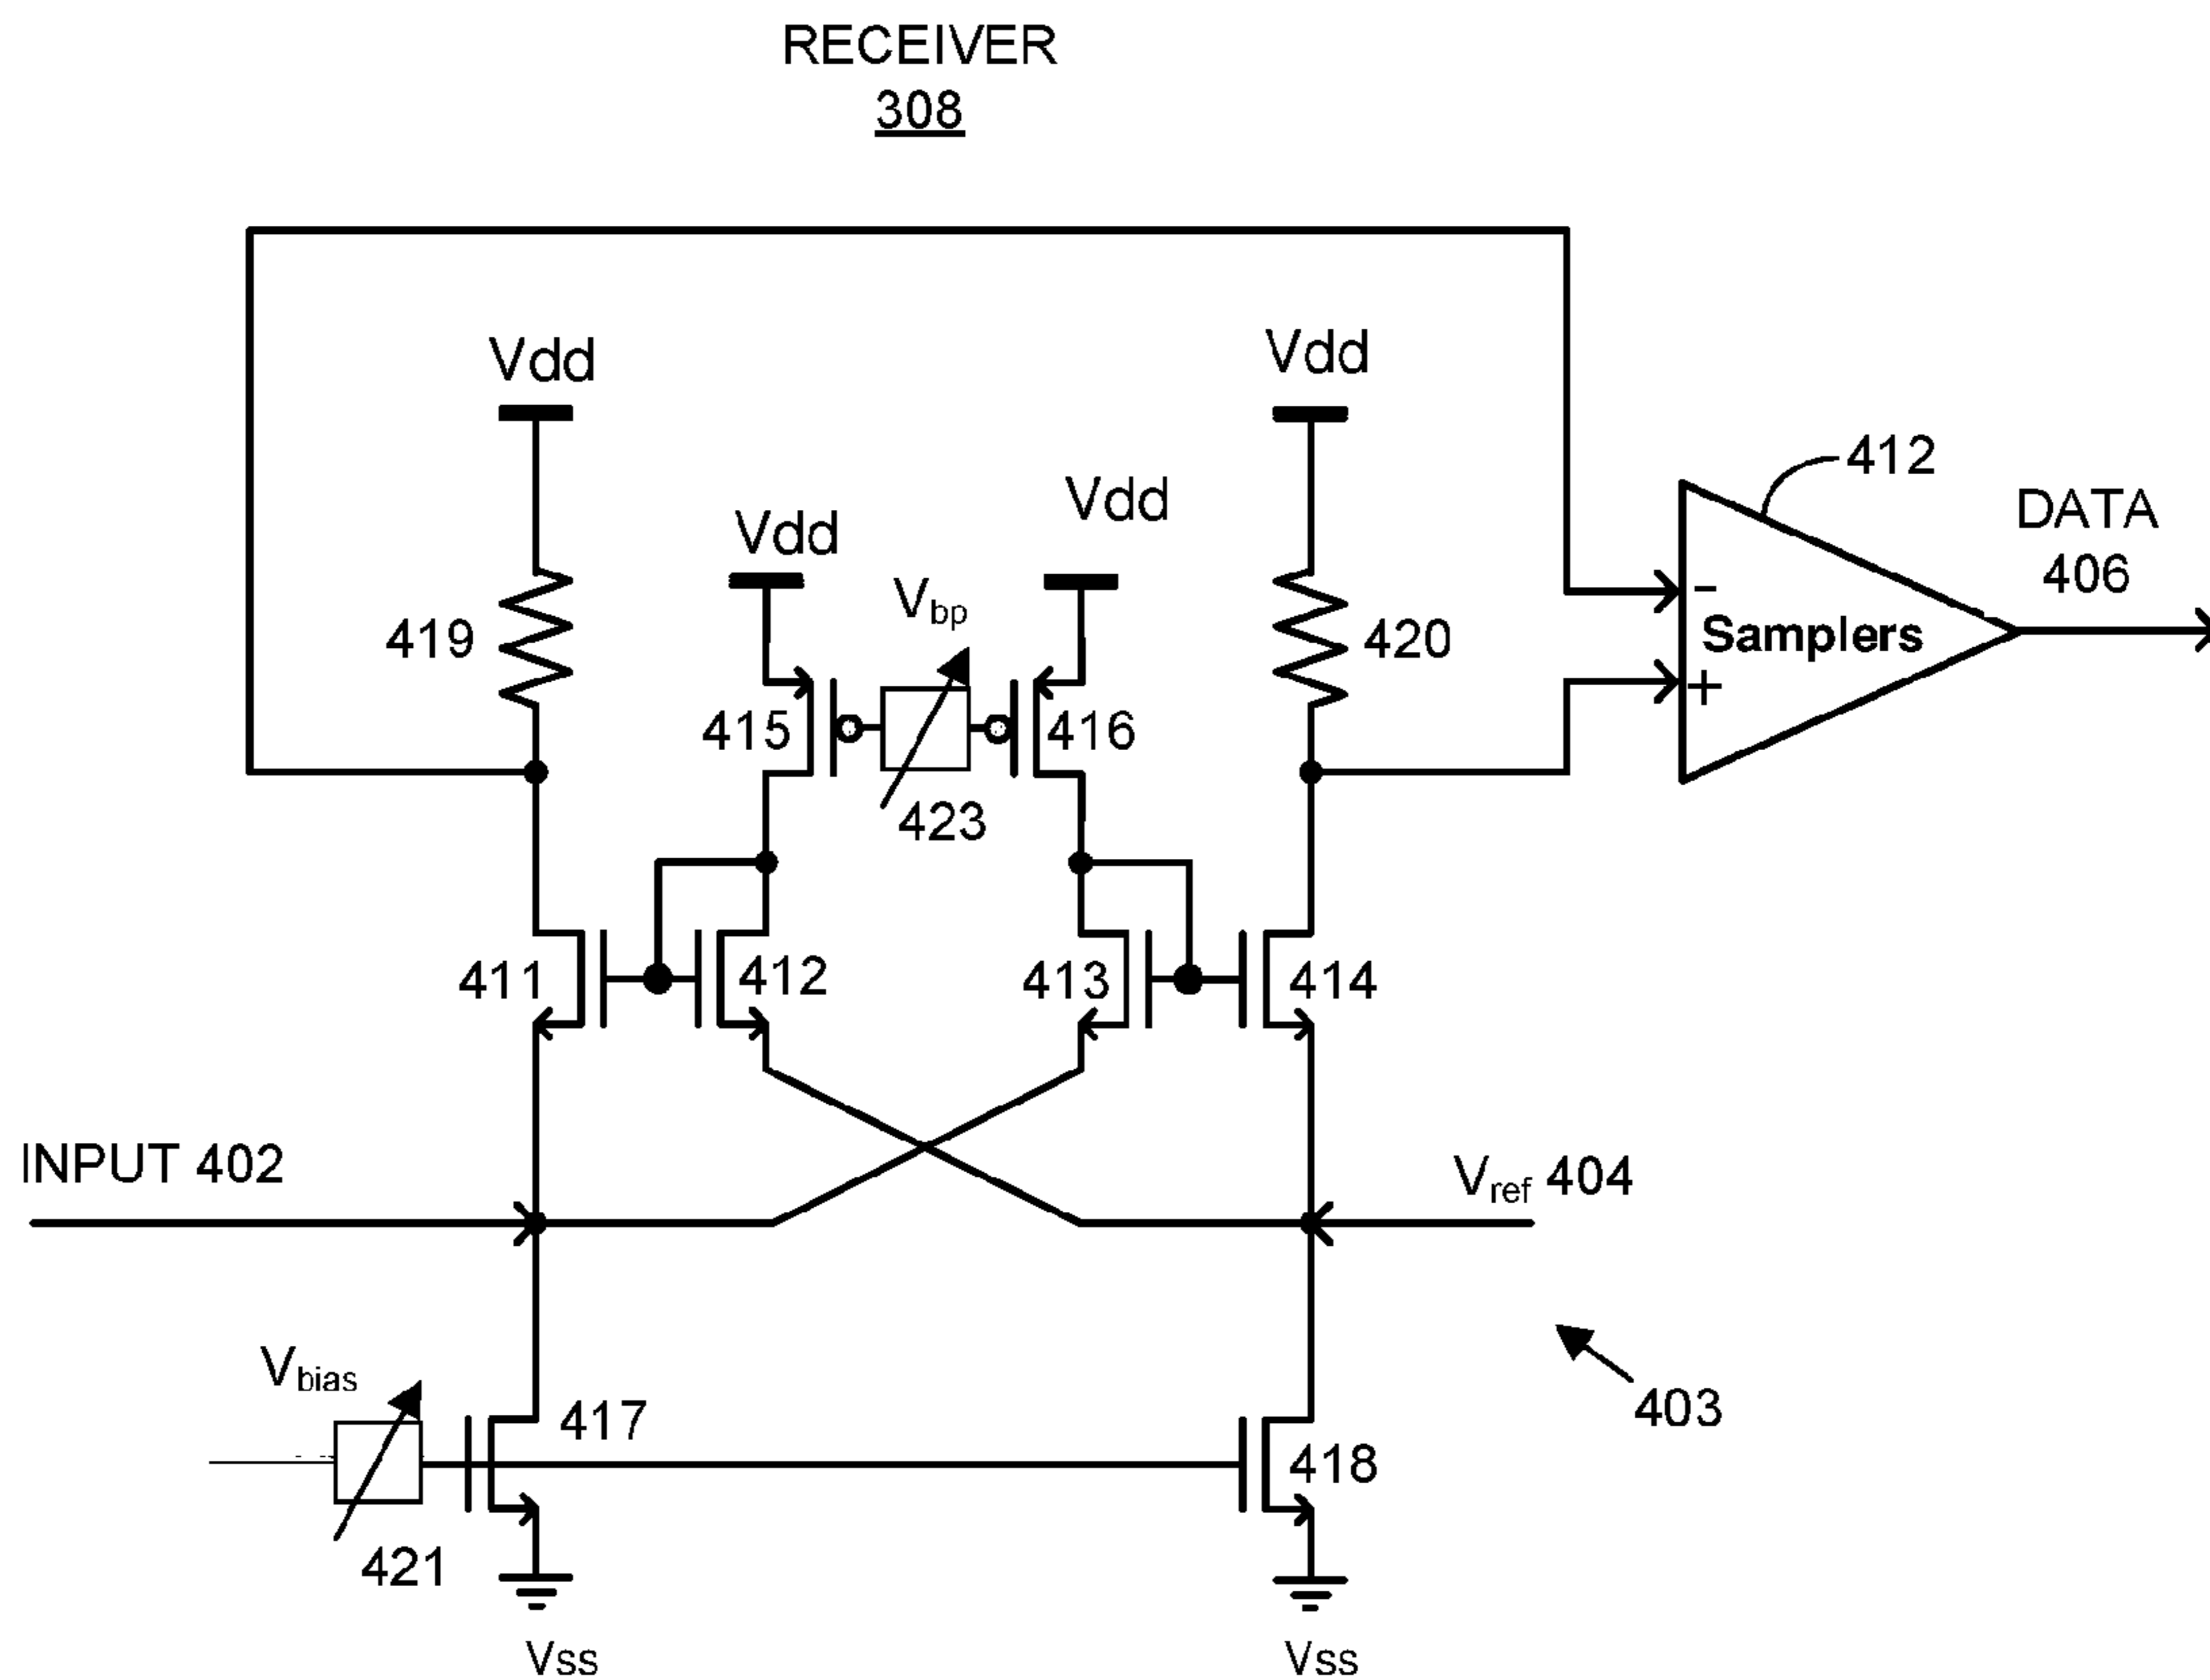 RECEIVER
308
Vdd
Vdd
Vdd
Vdd
412
DATA
406
Vbp
-
Samplers
+
419
420
415
416
423
411
412
413
414
INPUT 402
Vref 404
Vbias
417
403
418
421
Vss
Vss